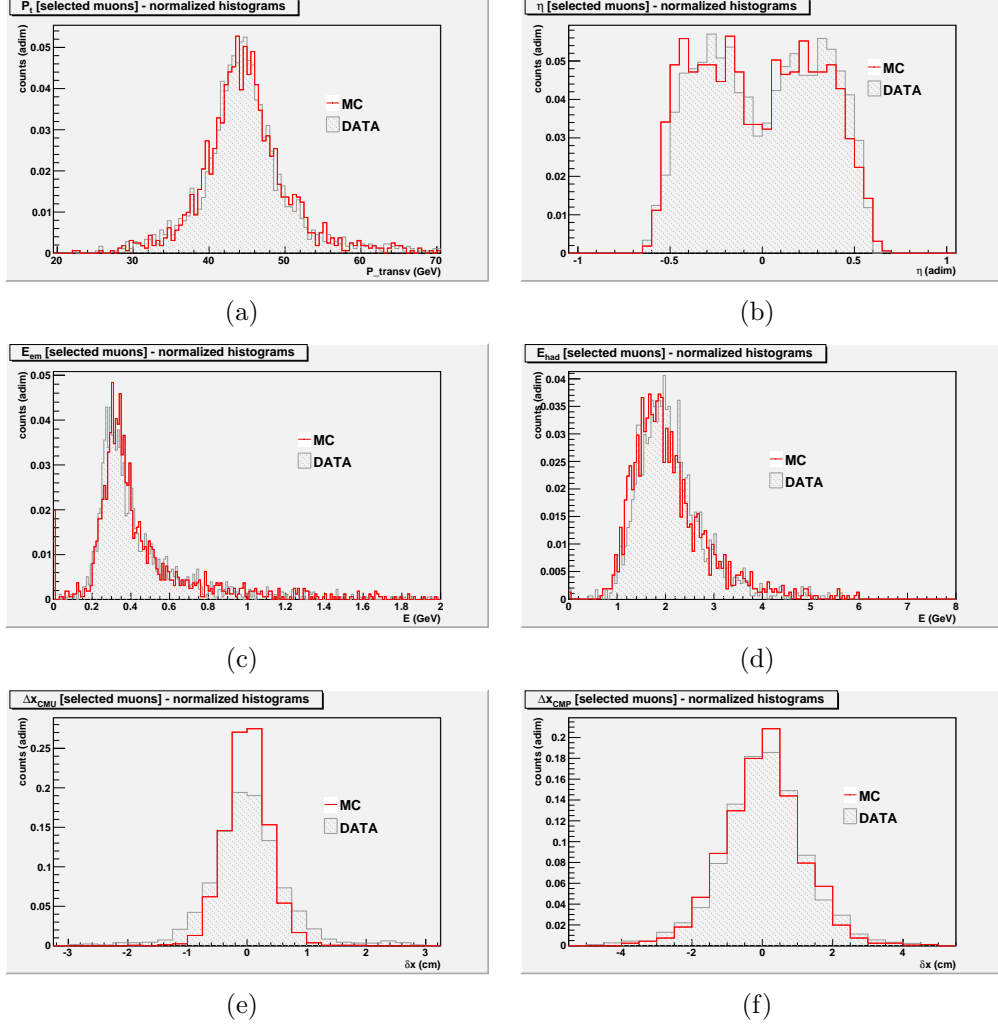 P_t [selected muons] - normalized histograms
counts (adim)
0.05
0.04
0.03
0.02
0.01
0
20 30 40 50 60 70
P_transv (GeV)
MC
DATA
(a)
η [selected muons] - normalized histograms
counts (adim)
0.05
0.04
0.03
0.02
0.01
0
-1 -0.5 0 0.5 1
η (adim)
MC
DATA
(b)
E_em [selected muons] - normalized histograms
counts (adim)
0.05
0.04
0.03
0.02
0.01
0
0 0.2 0.4 0.6 0.8 1 1.2 1.4 1.6 1.8 2
E (GeV)
MC
DATA
(c)
E_had [selected muons] - normalized histograms
counts (adim)
0.04
0.035
0.03
0.025
0.02
0.015
0.01
0.005
0
0 1 2 3 4 5 6 7 8
E (GeV)
MC
DATA
(d)
Δx_CMU [selected muons] - normalized histograms
counts (adim)
0.25
0.2
0.15
0.1
0.05
0
-3 -2 -1 0 1 2 3
δx (cm)
MC
DATA
(e)
Δx_CMP [selected muons] - normalized histograms
counts (adim)
0.2
0.18
0.16
0.14
0.12
0.1
0.08
0.06
0.04
0.02
0
-4 -2 0 2 4
δx (cm)
MC
DATA
(f)